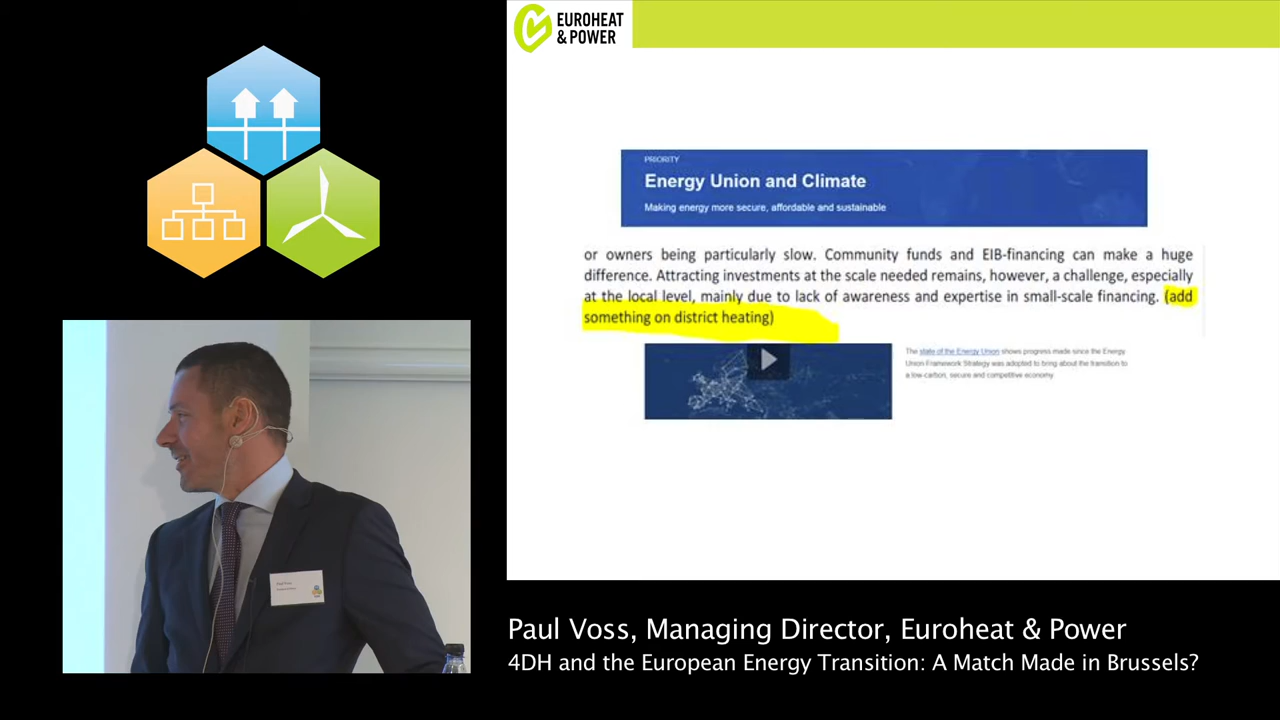 EUROHEAT
& POWER
PRIORITY
Energy Union and Climate
Making energy more secure, affordable and sustainable
or owners being particularly slow. Community funds and EIB-financing can make a huge
difference. Attracting investments at the scale needed remains, however, a challenge, especially
at the local level, mainly due to lack of awareness and expertise in small-scale financing. (add
something on district heating)
The state of the Energy Union shows progress made since the Energy
Union Framework Strategy was adopted to bring about the transition to
a low-carbon, secure and competitive economy
Paul Voss
Paul Voss, Managing Director, Euroheat & Power
4DH and the European Energy Transition: A Match Made in Brussels?